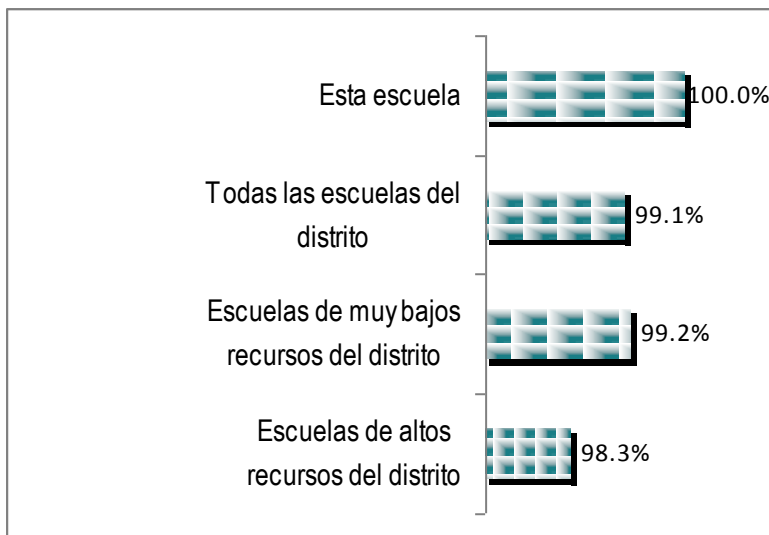 Esta escuela
100.0%
Todas las escuelas del
distrito
99.1%
Escuelas de muy bajos
recursos del distrito
99.2%
Escuelas de altos
recursos del distrito
98.3%